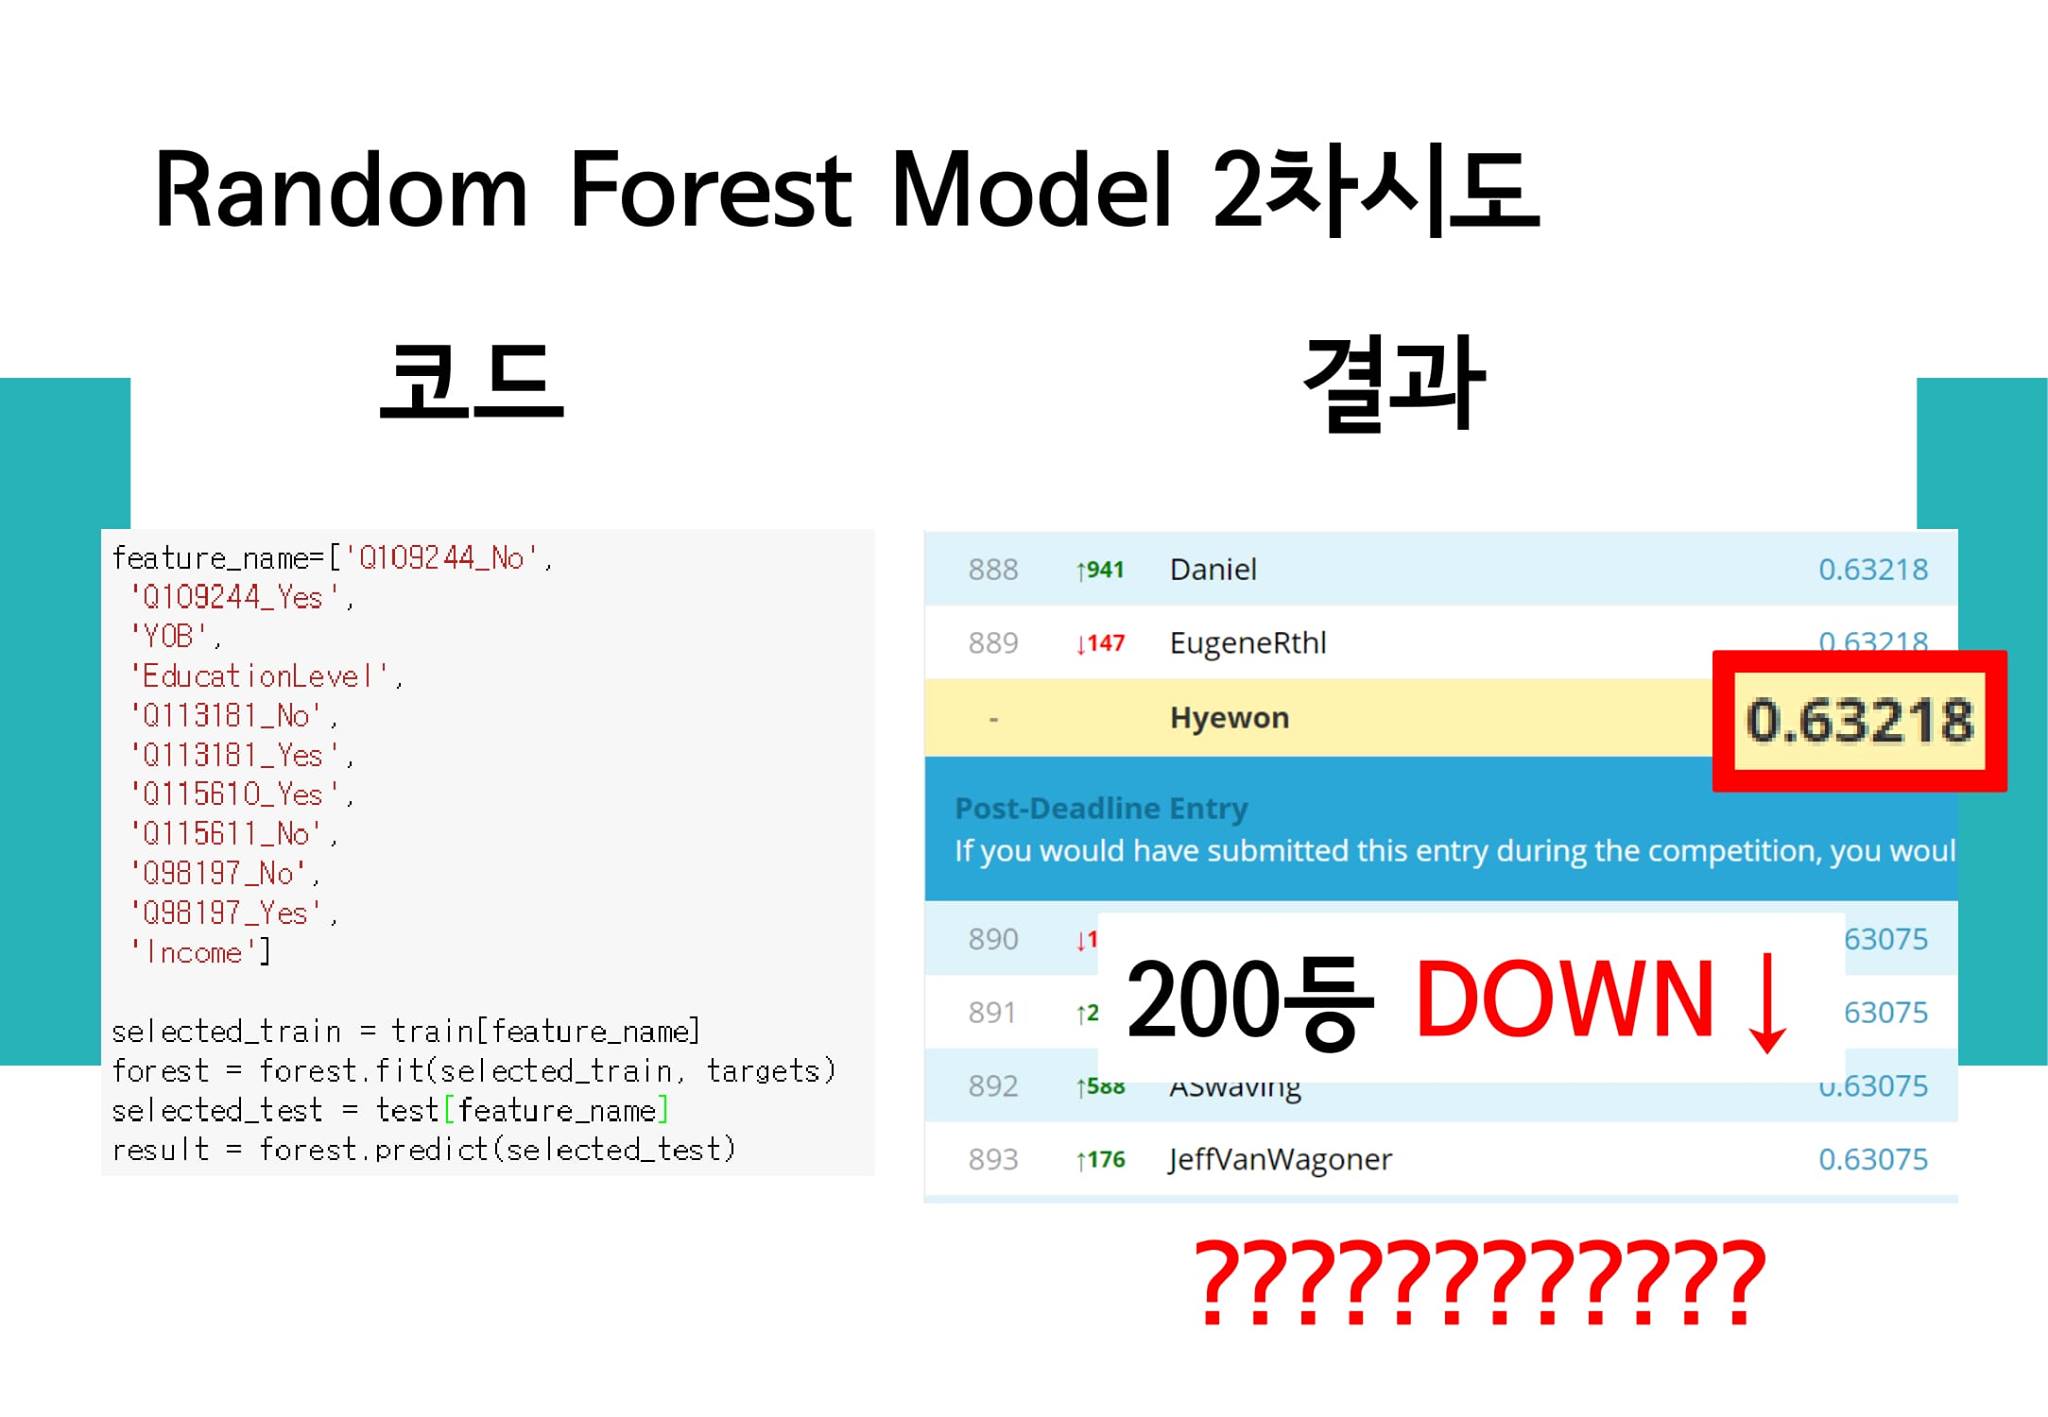 Random Forest Model 2차시도
코드
결과
feature_name=['Q109244_No',
'Q109244_Yes',
'YOB',
'EducationLevel',
'Q113181_No',
'Q113181_Yes',
'Q115610_Yes',
'Q115611_No',
'Q98197_No',
'Q98197_Yes',
'Income']
selected_train = train[feature_name]
forest = forest.fit(selected_train, targets)
selected_test = test[feature_name]
result = forest.predict(selected_test)
888 ↑941 Daniel 0.63218
889 ↓147 EugeneRthl 0.63218
- Hyewon 0.63218
Post-Deadline Entry
If you would have submitted this entry during the competition, you woul
890 ↓1 63075
891 ↑2 63075
200등 DOWN↓
892 ↑588 ASwaving 0.63075
893 ↑176 JeffVanWagoner 0.63075
????????????